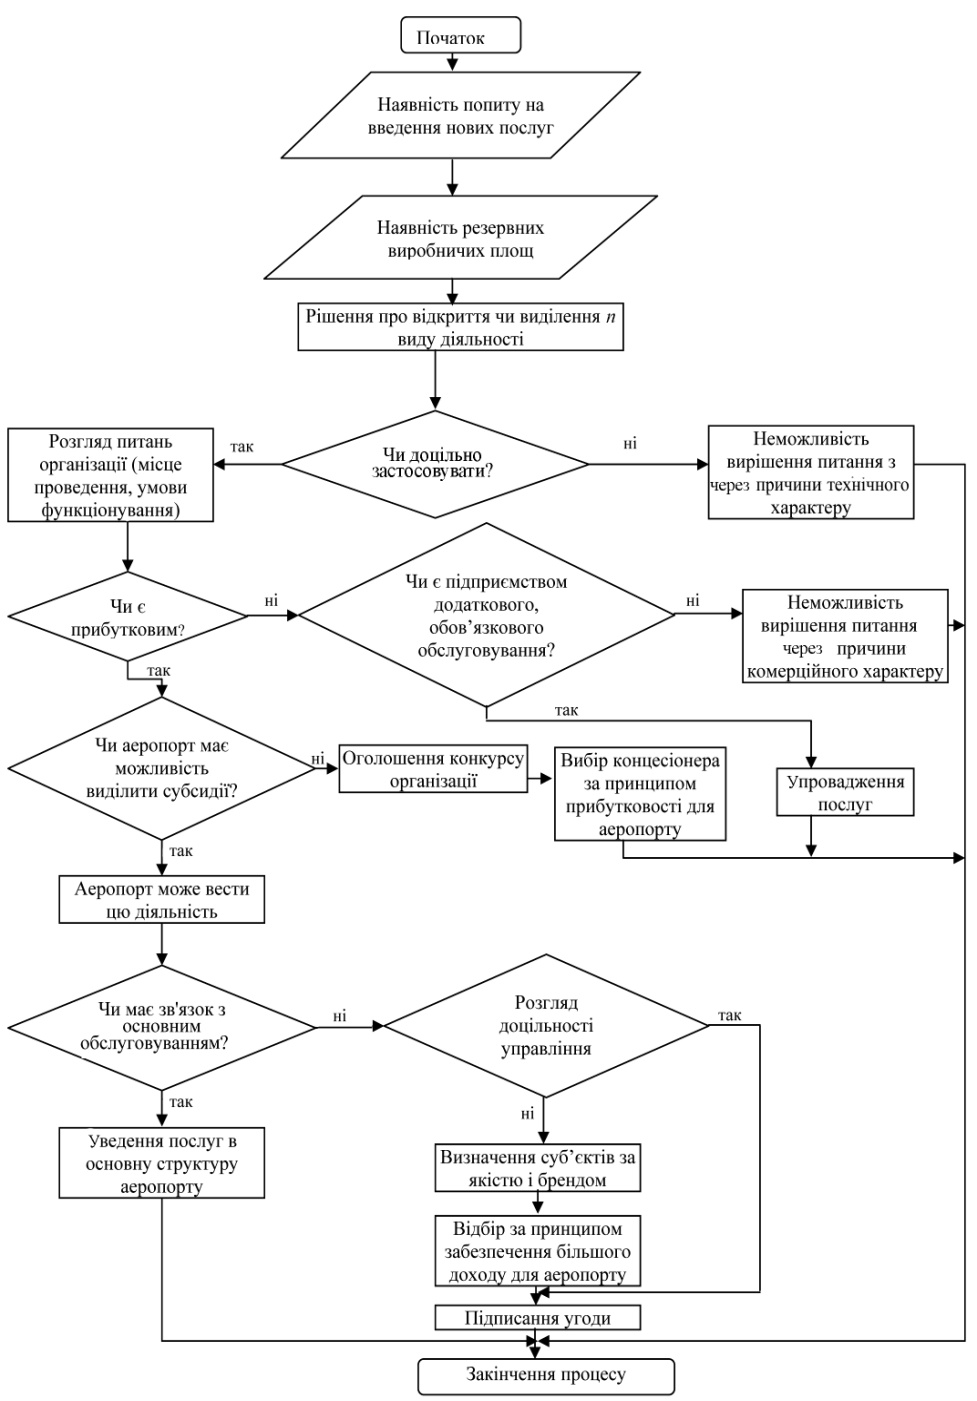 Початок
Наявність попиту на
введення нових послуг
Наявність резервних
виробничих площ
Рішення про відкриття чи виділення n
виду діяльності
Чи доцільно
застосовувати?
так
ні
Розгляд питань
організації (місце
проведення, умови
функціонування)
Неможливість
вирішення питання з
через причини технічного
характеру
Чи є
прибутковим?
ні
так
Чи є підприємством
додаткового,
обов’язкового
обслуговування?
ні
так
Неможливість
вирішення питання
через причини
комерційного характеру
Чи аеропорт має
можливість
виділити субсидії?
ні
так
Оголошення конкурсу
організації
Вибір концесіонера
за принципом
прибутковості для
аеропорту
Упровадження
послуг
Аеропорт може вести
цю діяльність
Чи має зв'язок з
основним
обслуговуванням?
ні
так
Розгляд
доцільності
управління
так
ні
Уведення послуг в
основну структуру
аеропорту
Визначення суб’єктів за
якістю і брендом
Відбір за принципом
забезпечення більшого
доходу для аеропорту
Підписання угоди
Закінчення процесу